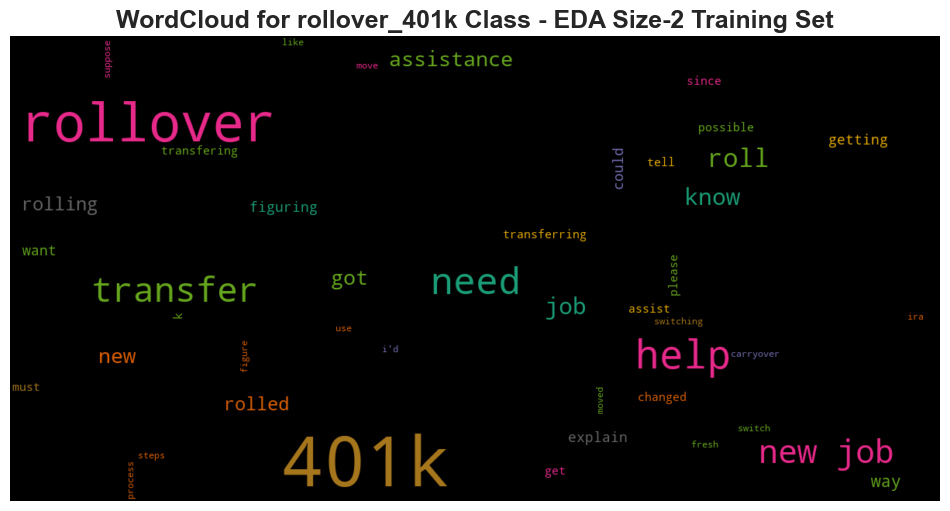 WordCloud for rollover_401k Class - EDA Size-2 Training Set
suppose
like
move
assistance
since
rollover
transfering
possible
getting
could
tell
roll
know
rolling
figuring
want
transferring
transfer
k
got
need
please
job
assist
switching
ira
use
i'd
new
figure
help
carryover
must
rolled
moved
changed
401k
explain
switch
fresh
new job
steps
process
get
way